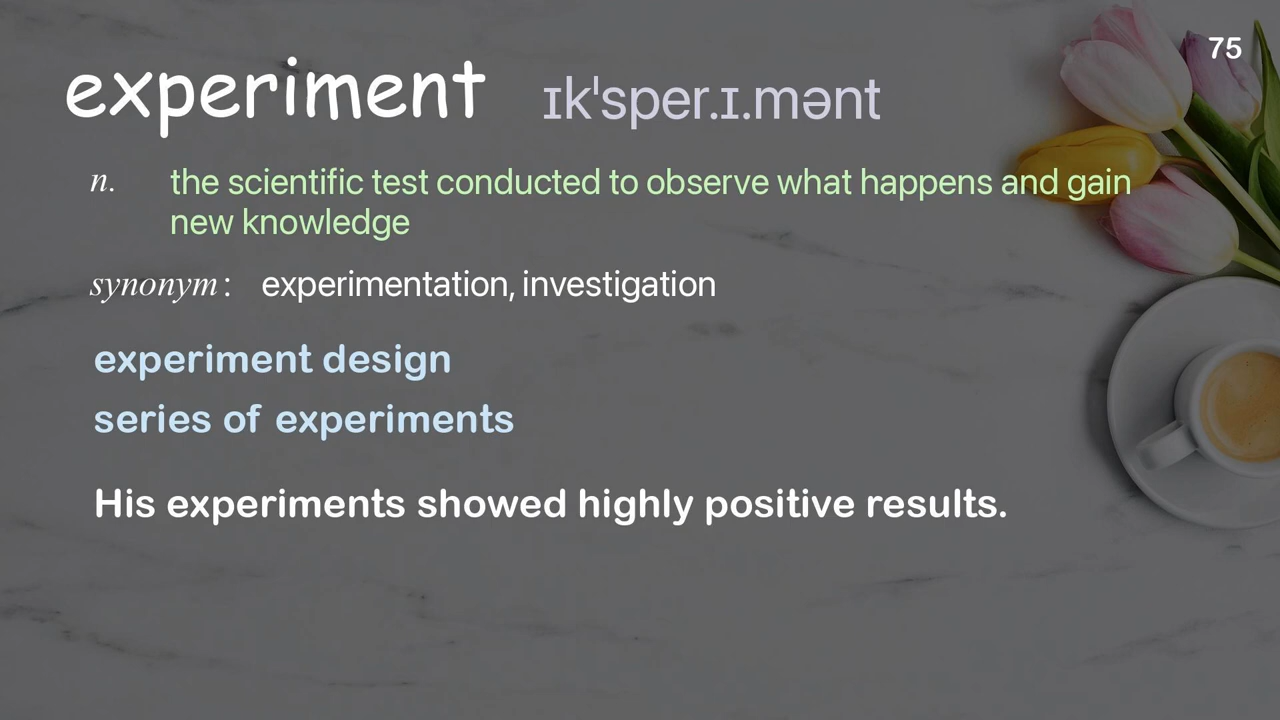 75
experiment ɪkˈsper.ɪ.mənt
n. the scientific test conducted to observe what happens and gain
new knowledge
synonym: experimentation, investigation
experiment design
series of experiments
His experiments showed highly positive results.